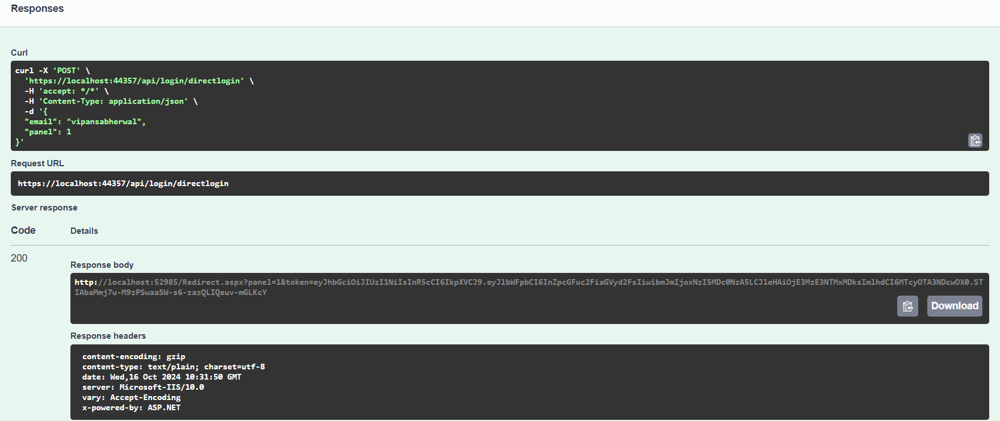 Responses
Curl
curl -X 'POST' \
'https://localhost:44357/api/login/directlogin' \
-H 'accept: */*' \
-H 'Content-Type: application/json' \
-d '{
"email": "vipansabherwal",
"panel": 1
}'
Request URL
https://localhost:44357/api/login/directlogin
Server response
Code Details
200
Response body
http://localhost:52985/Redirect.aspx?panel=1&token=eyJhbGciOiJIUzI1NiIsInR5cCI6IkpXVCJ9.eyJlbWFpbCI6InZpcGFuc2FiaGVyd2FsIiwibmJmIjoxNzI5MDc0NzA5LCJleHAiOjE3MzE3NTMxMDksImlhdCI6MTcyOTA3NDcwOX0.ST
IAbaMmj7u-M9zPSwaaSW-s6-zazQLIQeuv-mGLKcY
Download
Response headers
content-encoding: gzip
content-type: text/plain; charset=utf-8
date: Wed,16 Oct 2024 10:31:50 GMT
server: Microsoft-IIS/10.0
vary: Accept-Encoding
x-powered-by: ASP.NET